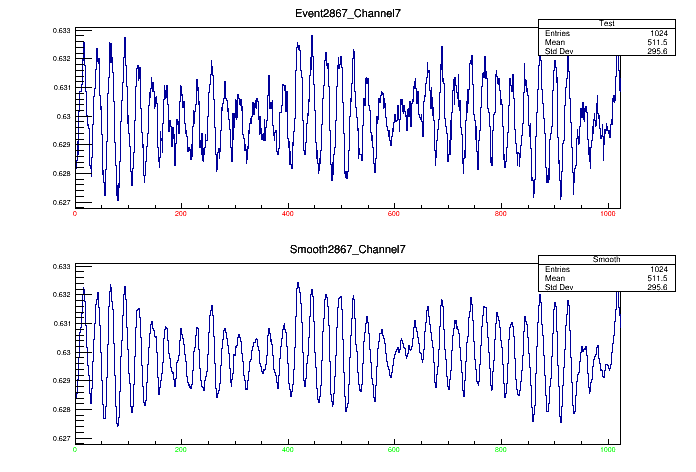 Event2867_Channel7
Test
Entries 1024
Mean 511.5
Std Dev 295.6
0.633
0.632
0.631
0.63
0.629
0.628
0.627
0 200 400 600 800 1000
Smooth2867_Channel7
Smooth
Entries 1024
Mean 511.5
Std Dev 295.6
0.633
0.632
0.631
0.63
0.629
0.628
0.627
0 200 400 600 800 1000